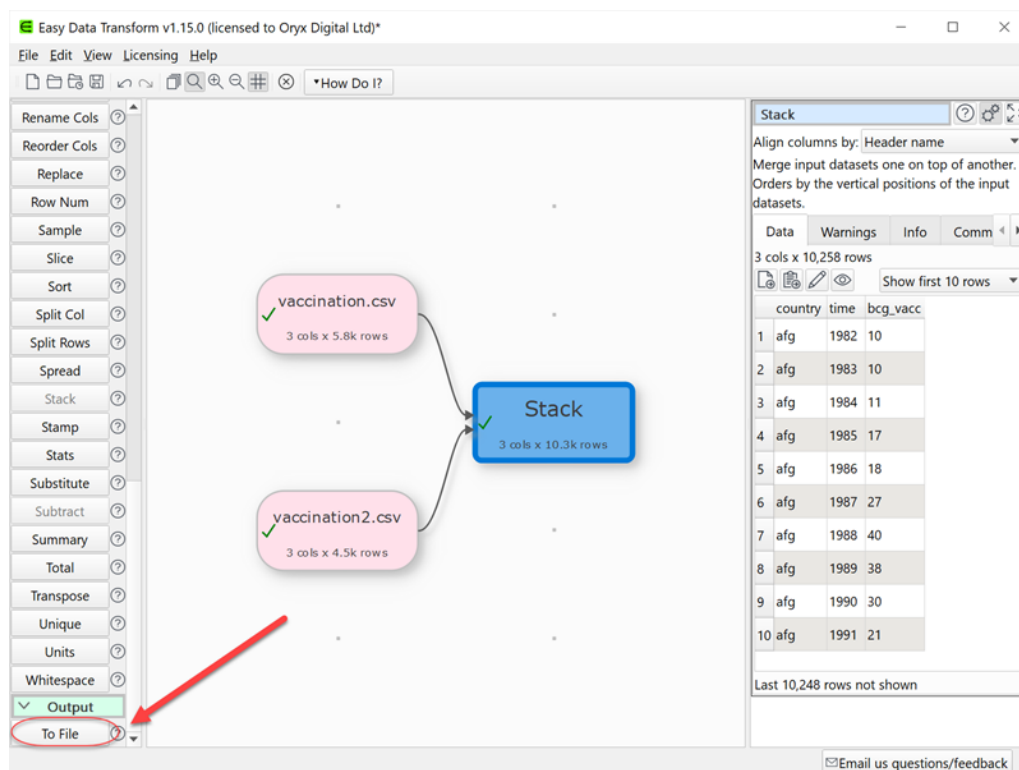 Easy Data Transform v1.15.0 (licensed to Oryx Digital Ltd)*
File Edit View Licensing Help
How Do I?
Rename Cols
Reorder Cols
Replace
Row Num
Sample
Slice
Sort
Split Col
Split Rows
Spread
Stack
Stamp
Stats
Substitute
Subtract
Summary
Total
Transpose
Unique
Units
Whitespace
Output
To File
vaccination.csv
3 cols x 5.8k rows
vaccination2.csv
3 cols x 4.5k rows
Stack
3 cols x 10.3k rows
Stack
Align columns by: Header name
Merge input datasets one on top of another.
Orders by the vertical positions of the input
datasets.
Data Warnings Info Comm
3 cols x 10,258 rows
Show first 10 rows
country time bcg_vacc
1 afg 1982 10
2 afg 1983 10
3 afg 1984 11
4 afg 1985 17
5 afg 1986 18
6 afg 1987 27
7 afg 1988 40
8 afg 1989 38
9 afg 1990 30
10 afg 1991 21
Last 10,248 rows not shown
Email us questions/feedback